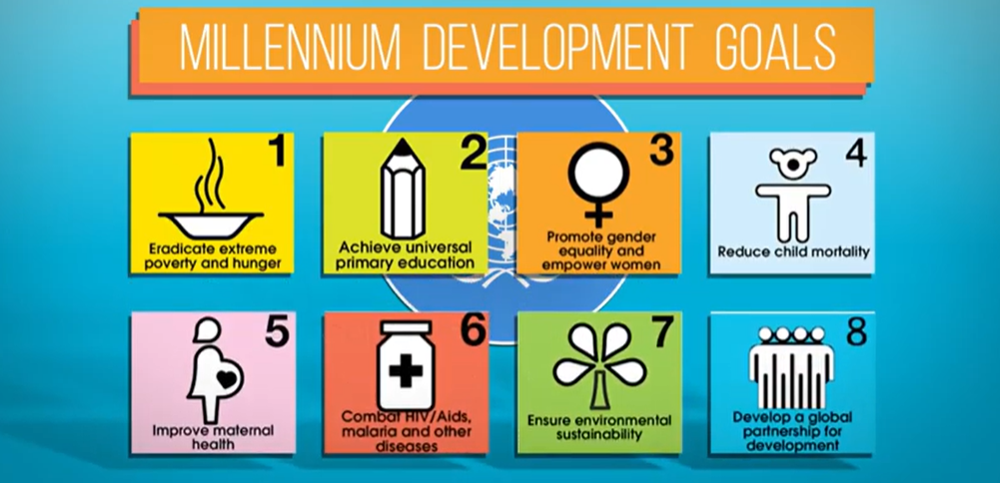 MILLENNIUM DEVELOPMENT GOALS
1
Eradicate extreme
poverty and hunger
2
Achieve universal
primary education
3
Promote gender
equality and
empower women
4
Reduce child mortality
5
Improve maternal
health
6
Combat HIV/Aids,
malaria and other
diseases
7
Ensure environmental
sustainability
8
Develop a global
partnership for
development